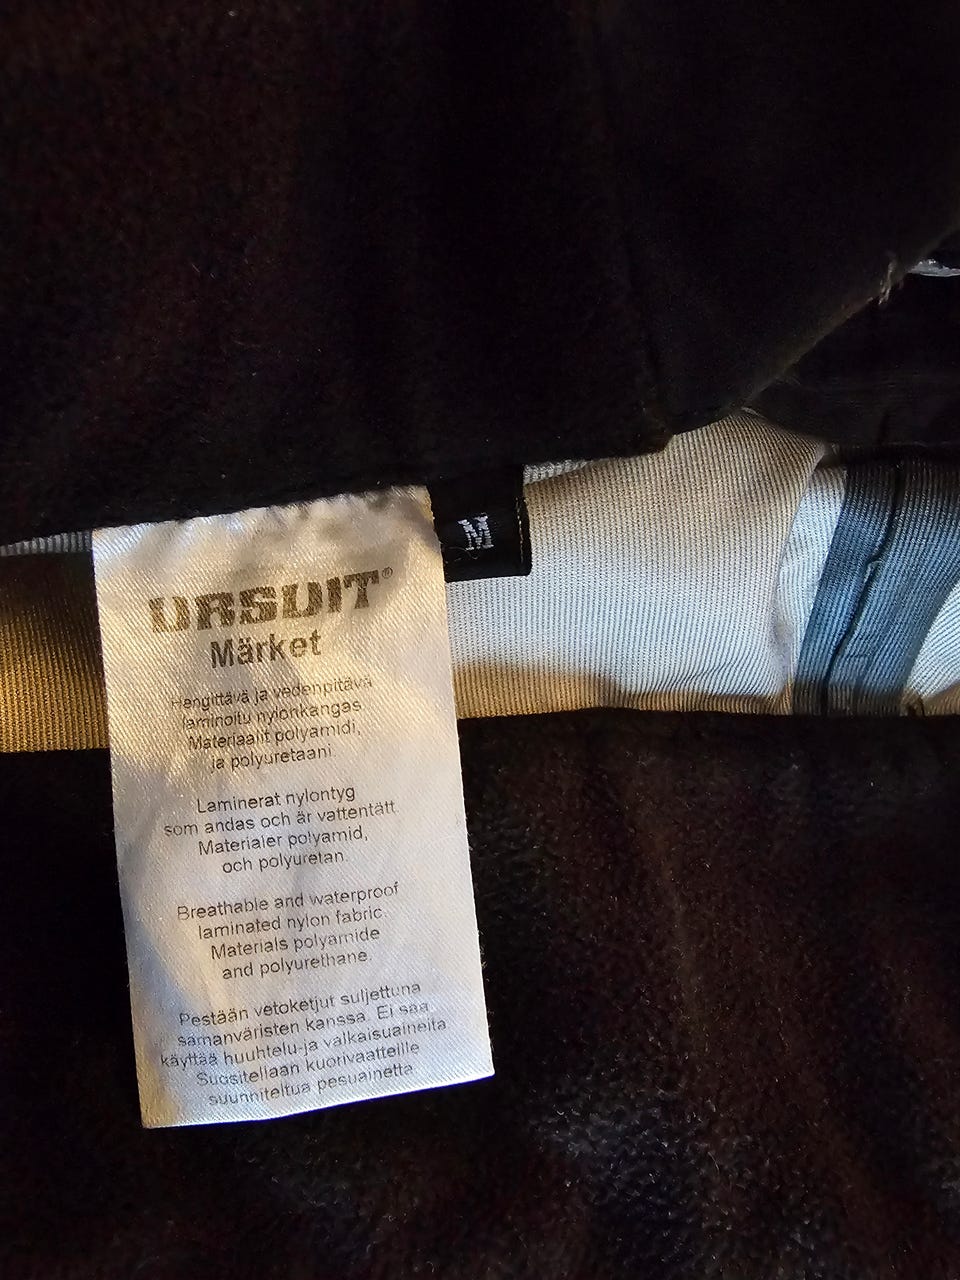 M
URSUIT®
Märket
Hengittävä ja vedenpitävä
laminoitu nylonkangas
Materiaalit polyamidi,
ja polyuretaani.
Laminerat nylontyg
som andas och är vattentätt
Materialer polyamid,
och polyuretan.
Breathable and waterproof
laminated nylon fabric.
Materials polyamide
and polyurethane.
Pestään vetoketjut suljettuna
samanväristen kanssa. Ei saa
käyttää huuhtelu-ja valkaisuaineita
Suositellaan kuorivaatteille
suunniteltua pesuainetta